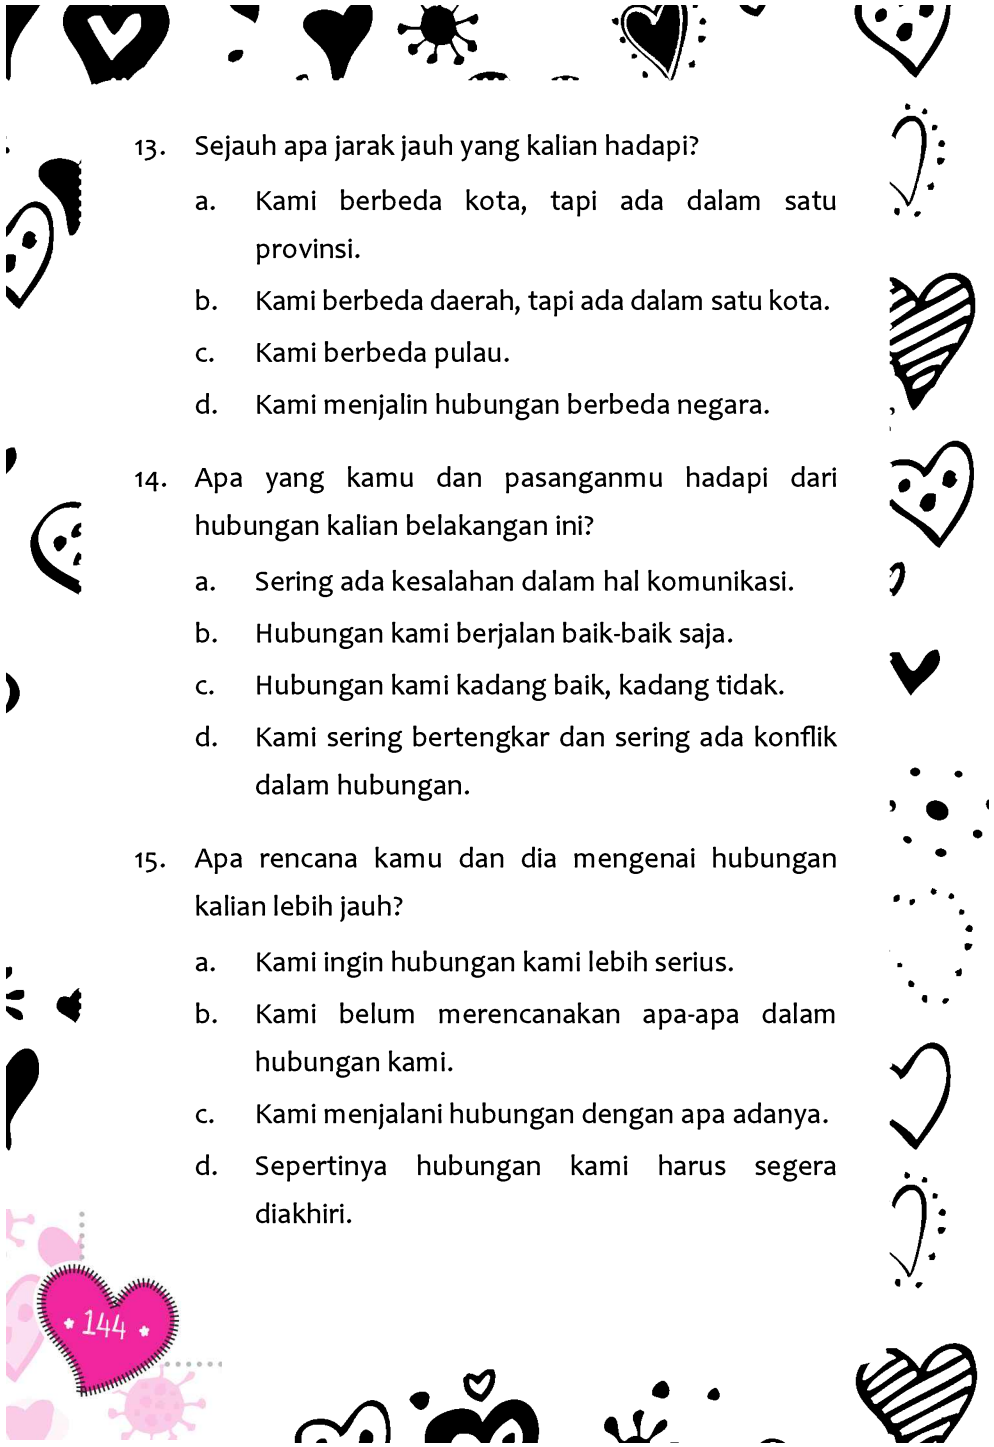 13. Sejauh apa jarak jauh yang kalian hadapi?
a. Kami berbeda kota, tapi ada dalam satu
provinsi.
b. Kami berbeda daerah, tapi ada dalam satu kota.
c. Kami berbeda pulau.
d. Kami menjalin hubungan berbeda negara.
14. Apa yang kamu dan pasanganmu hadapi dari
hubungan kalian belakangan ini?
a. Sering ada kesalahan dalam hal komunikasi.
b. Hubungan kami berjalan baik-baik saja.
c. Hubungan kami kadang baik, kadang tidak.
d. Kami sering bertengkar dan sering ada konflik
dalam hubungan.
15. Apa rencana kamu dan dia mengenai hubungan
kalian lebih jauh?
a. Kami ingin hubungan kami lebih serius.
b. Kami belum merencanakan apa-apa dalam
hubungan kami.
c. Kami menjalani hubungan dengan apa adanya.
d. Sepertinya hubungan kami harus segera
diakhiri.
144